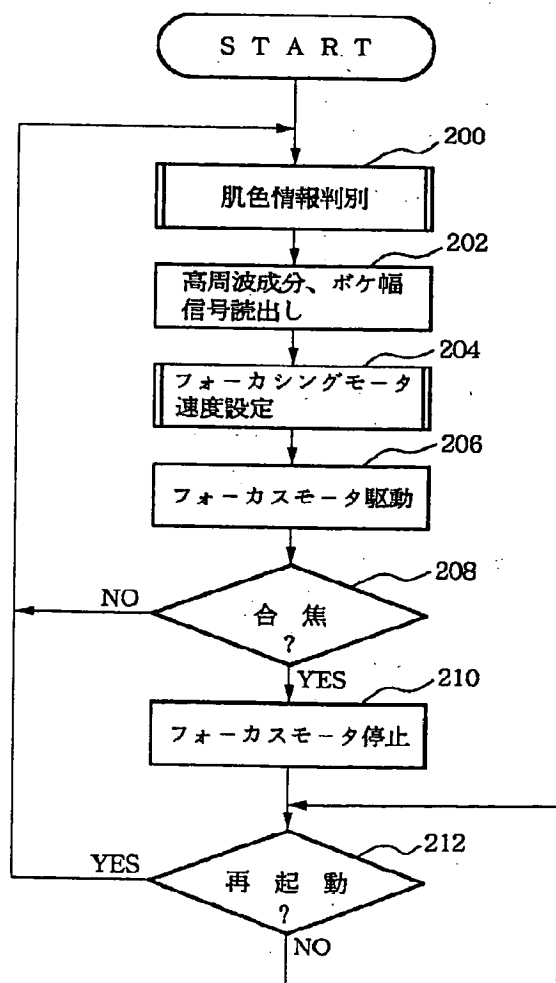 START
200
肌色情報判別
202
高周波成分、ボケ幅
信号読出し
204
フォーカシングモータ
速度設定
206
フォーカスモータ駆動
208
NO
合焦
?
YES
210
フォーカスモータ停止
212
YES
再起動
?
NO